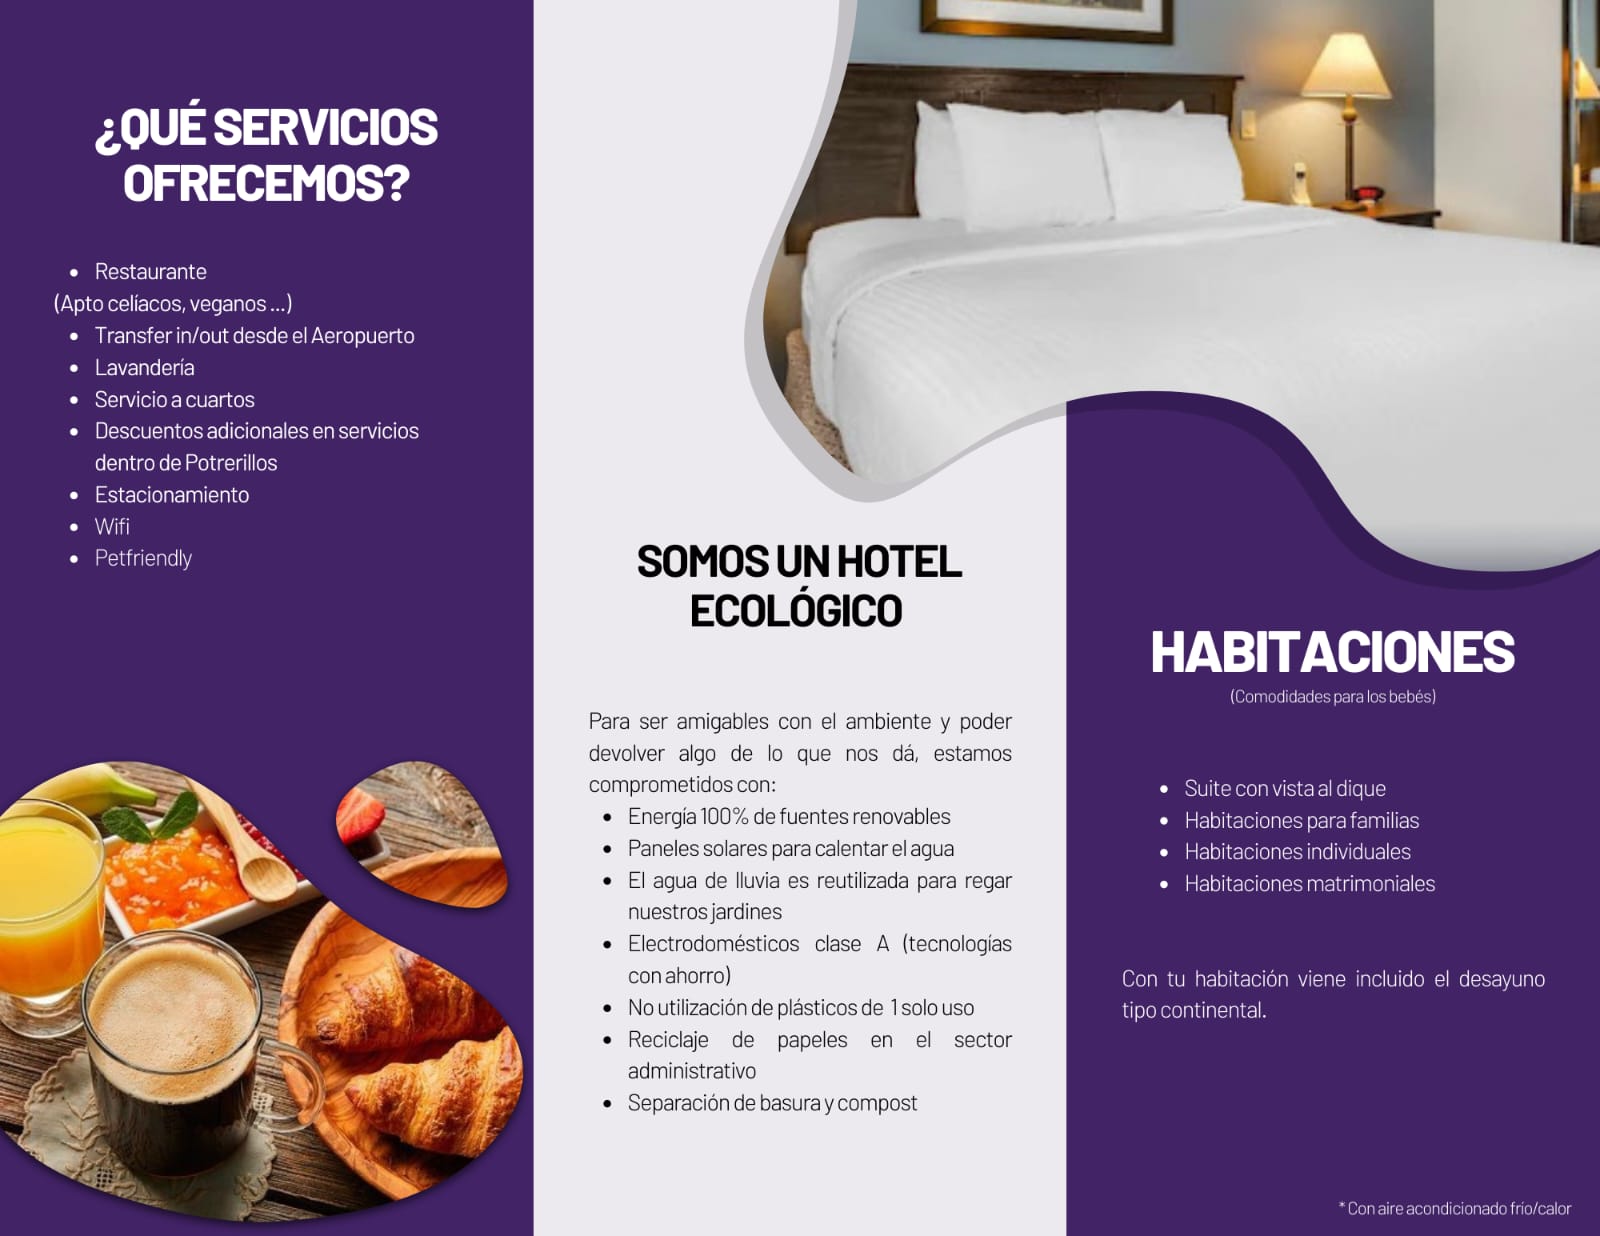 ¿QUÉ SERVICIOS
OFRECEMOS?
• Restaurante
(Apto celíacos, veganos ...)
• Transfer in/out desde el Aeropuerto
• Lavandería
• Servicio a cuartos
• Descuentos adicionales en servicios
dentro de Potrerillos
• Estacionamiento
• Wifi
• Petfriendly
SOMOS UN HOTEL
ECOLÓGICO
Para ser amigables con el ambiente y poder
devolver algo de lo que nos dá, estamos
comprometidos con:
• Energía 100% de fuentes renovables
• Paneles solares para calentar el agua
• El agua de lluvia es reutilizada para regar
nuestros jardines
• Electrodomésticos clase A (tecnologías
con ahorro)
• No utilización de plásticos de 1 solo uso
• Reciclaje de papeles en el sector
administrativo
• Separación de basura y compost
HABITACIONES
(Comodidades para los bebés)
• Suite con vista al dique
• Habitaciones para familias
• Habitaciones individuales
• Habitaciones matrimoniales
Con tu habitación viene incluido el desayuno
tipo continental.
* Con aire acondicionado frío/calor